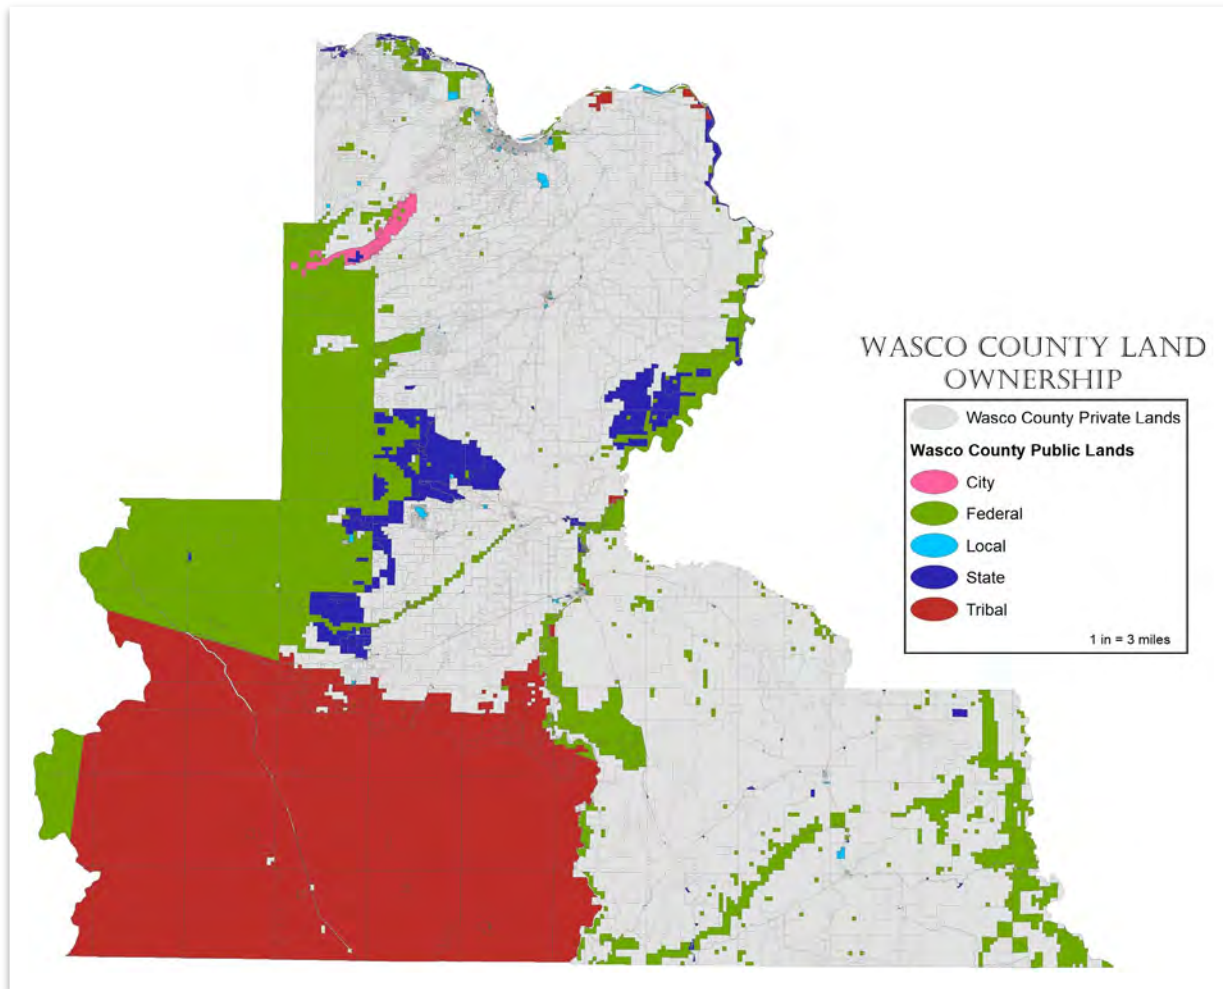 WASCO COUNTY LAND
OWNERSHIP
Wasco County Private Lands
Wasco County Public Lands
City
Federal
Local
State
Tribal
1 in = 3 miles